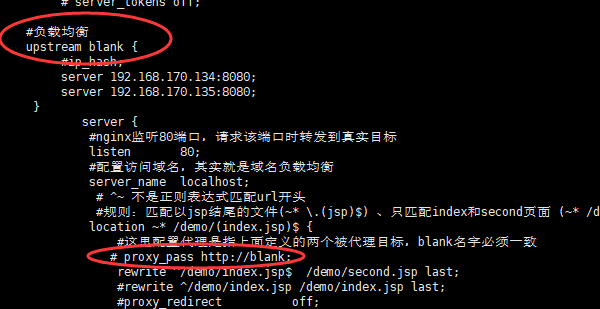 # server_tokens off;
#负载均衡
upstream blank {
#ip_hash;
server 192.168.170.134:8080;
server 192.168.170.135:8080;
}
server {
#nginx监听80端口, 请求该端口时转发到真实目标
listen 80;
#配置访问域名, 其实就是域名负载均衡
server_name localhost;
# ^~ 不是正则表达式匹配url开头
#规则: 匹配以jsp结尾的文件(~* \.(jsp)$) 、只匹配index和second页面 (~* /d
location ~* /demo/(index.jsp)$ {
#这里配置代理是指上面定义的两个被代理目标, blank名字必须一致
# proxy_pass http://blank;
rewrite ^/demo/index.jsp$ /demo/second.jsp last;
#rewrite ^/demo/index.jsp /demo/index.jsp last;
#proxy_redirect off;